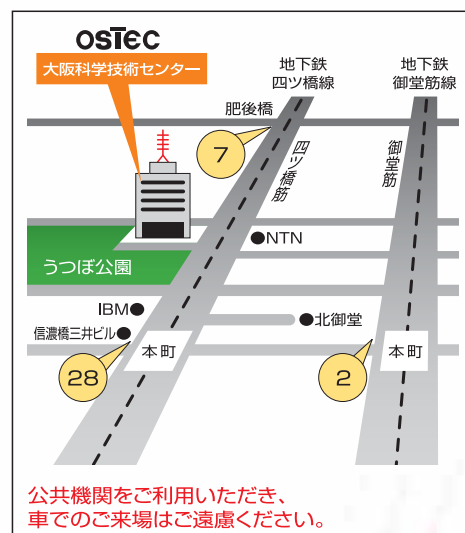 OSTEC
大阪科学技術センター
地下鉄
四ツ橋線
地下鉄
御堂筋線
肥後橋
7
四ツ橋筋
御堂筋
NTN
うつぼ公園
IBM
北御堂
信濃橋三井ビル
本町
本町
28
2
公共機関をご利用いただき、
車でのご来場はご遠慮ください。